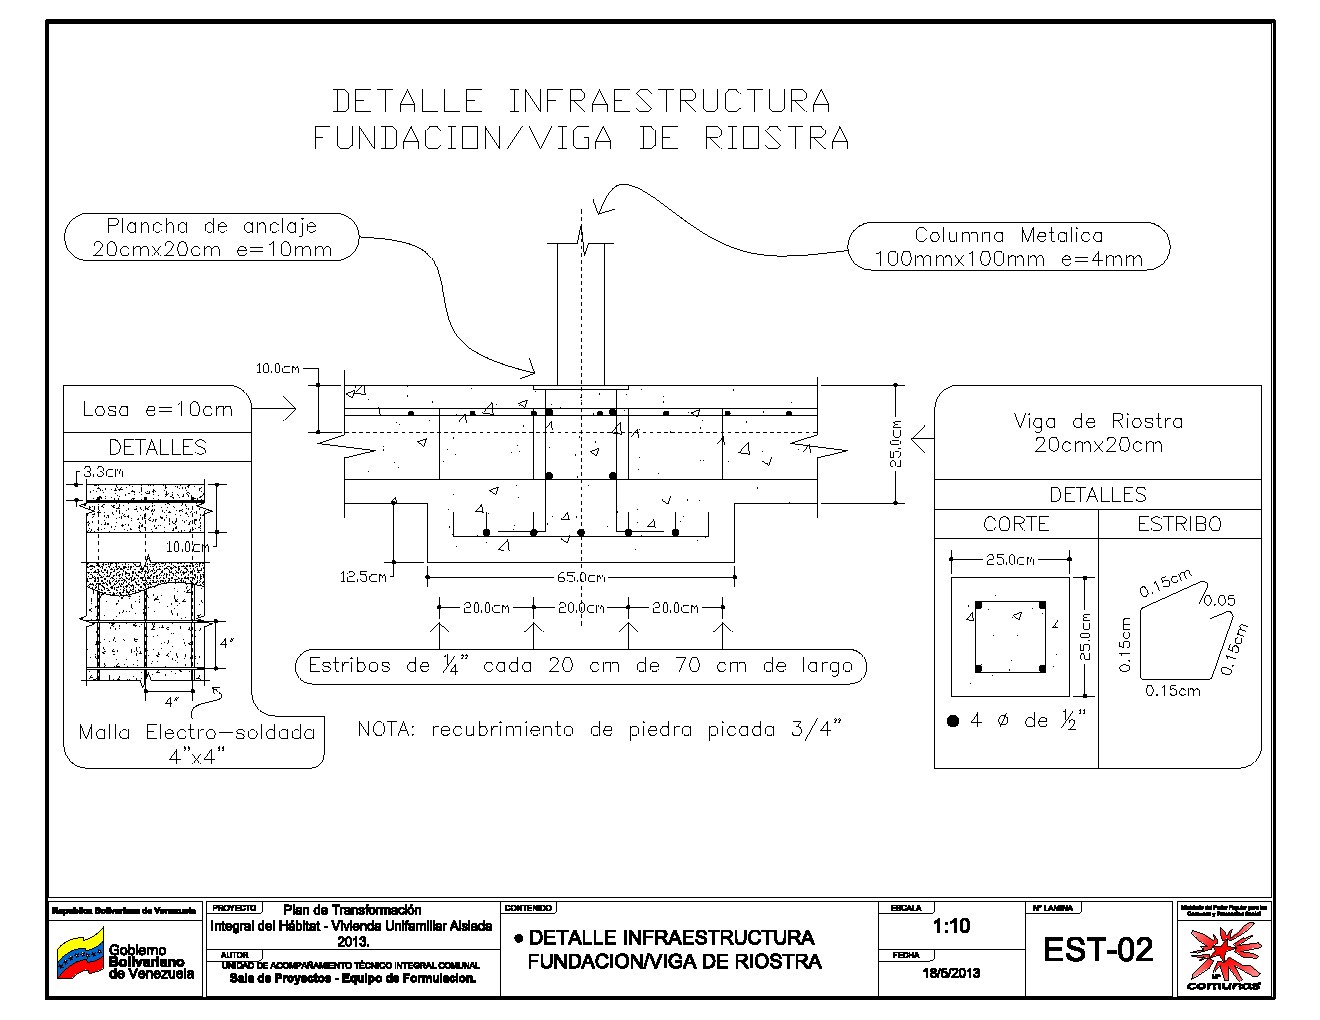 DETALLE INFRAESTRUCTURA
FUNDACION/VIGA DE RIOSTRA
Plancha de anclaje
20cmx20cm e=10mm
Columna Metalica
100mmx100mm e=4mm
10.0cm
25.0cm
12.5cm
65.0cm
20.0cm 20.0cm 20.0cm
Estribos de ¼” cada 20 cm de 70 cm de largo
NOTA: recubrimiento de piedra picada 3/4”
Losa e=10cm
DETALLES
3.3cm
10.0cm
4”
4”
Malla Electro-soldada
4”x4”
Viga de Riostra
20cmx20cm
DETALLES
CORTE ESTRIBO
25.0cm
25.0cm
● 4 ø de ½”
0.15cm
0.05
0.15cm
0.15cm
0.15cm
Republica Bolivariana de Venezuela
Gobierno
Bolivariano
de Venezuela
PROYECTO
Plan de Transformación
Integral del Hábitat - Vivienda Unifamiliar Aislada
2013.
AUTOR
UNIDAD DE ACOMPAÑAMIENTO TÉCNICO INTEGRAL COMUNAL
Sala de Proyectos - Equipo de Formulacion.
CONTENIDO
• DETALLE INFRAESTRUCTURA
FUNDACION/VIGA DE RIOSTRA
ESCALA
1:10
FECHA
18/5/2013
Nº LAMINA
EST-02
Ministerio del Poder Popular para las
Comunas y Proteccion Social
comunas